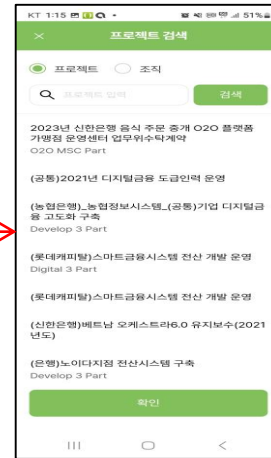 KT 1:15
51%
× 프로젝트 검색
프로젝트 조직
프로젝트 입력 검색
2023년 신한은행 음식 주문 중개 O2O 플랫폼
가맹점 운영센터 업무위수탁계약
O2O MSC Part
(공통)2021년 디지털금융 도급인력 운영
(농협은행)_농협정보시스템_(공통)기업 디지털금
융 고도화 구축
Develop 3 Part
(롯데캐피탈)스마트금융시스템 전산 개발 운영
Digital 3 Part
(롯데캐피탈)스마트금융시스템 전산 개발 운영
(신한은행)베트남 오케스트라6.0 유지보수(2021
년도)
(은행)노이다지점 전산시스템 구축
Develop 3 Part
확인